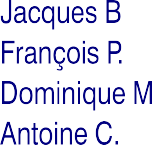 Jacques B
François P.
Dominique M
Antoine C.